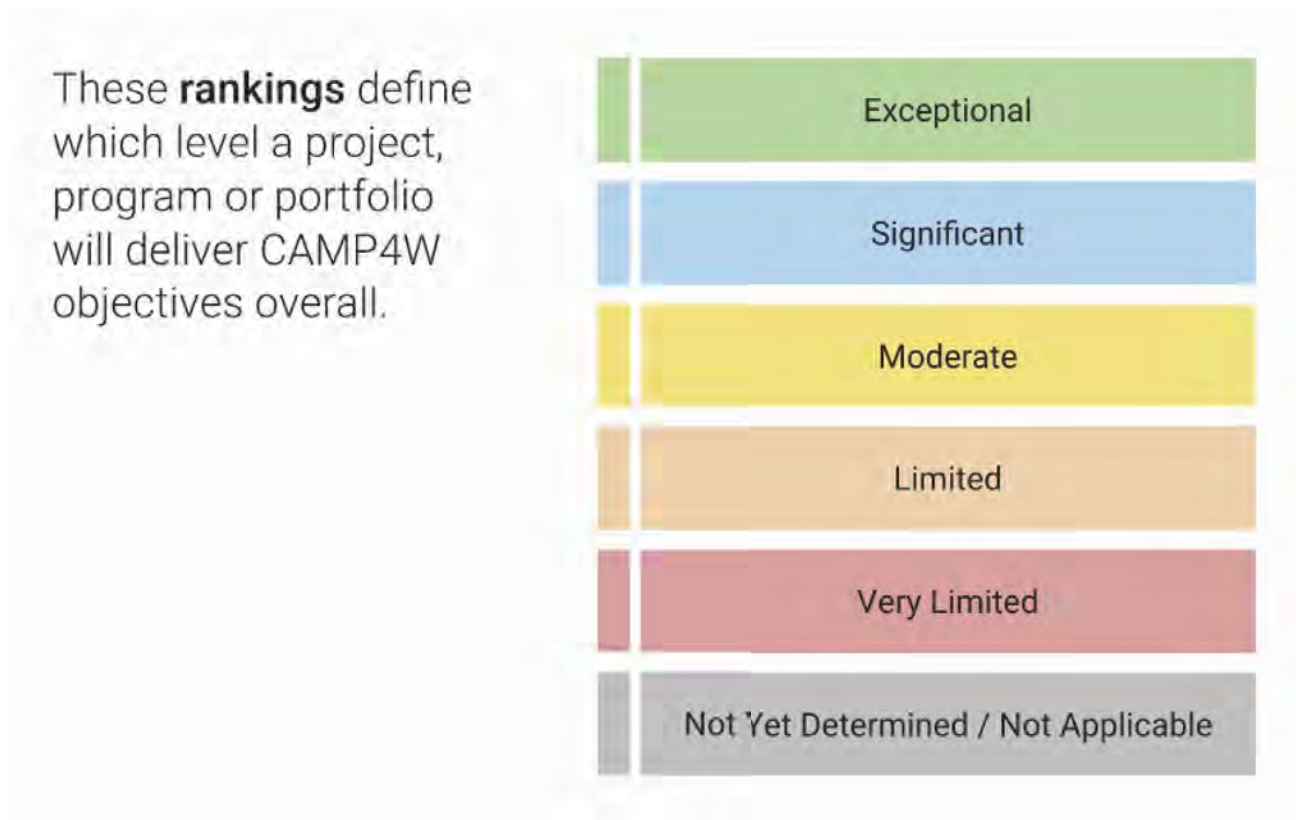 These rankings define
which level a project,
program or portfolio
will deliver CAMP4W
objectives overall.
Exceptional
Significant
Moderate
Limited
Very Limited
Not Yet Determined / Not Applicable